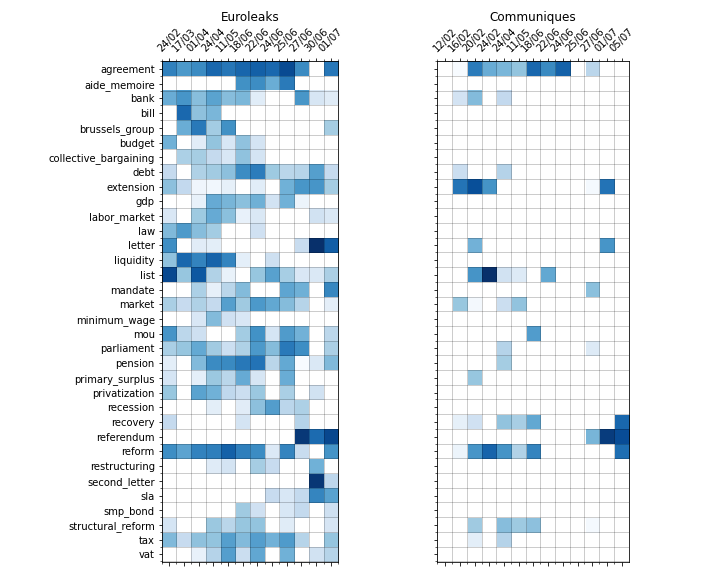 Euroleaks
Communiques
24/02 17/03 01/04 24/04 11/05 18/06 22/06 24/06 25/06 27/06 30/06 01/07
12/02 16/02 20/02 24/02 24/04 11/05 18/06 22/06 24/06 25/06 27/06 01/07 05/07
agreement
aide_memoire
bank
bill
brussels_group
budget
collective_bargaining
debt
extension
gdp
labor_market
law
letter
liquidity
list
mandate
market
minimum_wage
mou
parliament
pension
primary_surplus
privatization
recession
recovery
referendum
reform
restructuring
second_letter
sla
smp_bond
structural_reform
tax
vat